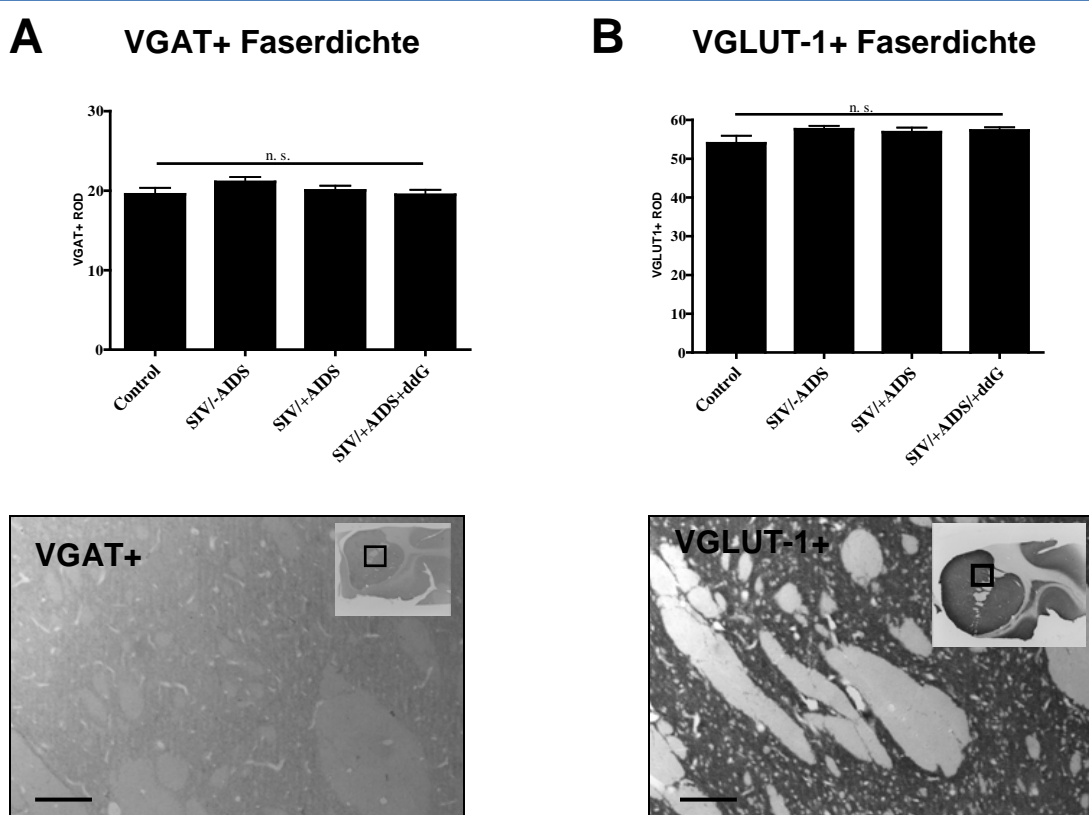 A
VGAT+ Faserdichte
30
20
10
0
VGAT+ ROD
n. s.
Control
SIV/-AIDS
SIV/+AIDS
SIV/+AIDS+ddG
B
VGLUT-1+ Faserdichte
60
50
40
30
20
10
0
VGLUT1+ ROD
n. s.
Control
SIV/-AIDS
SIV/+AIDS
SIV/+AIDS/+ddG
VGAT+
VGLUT-1+